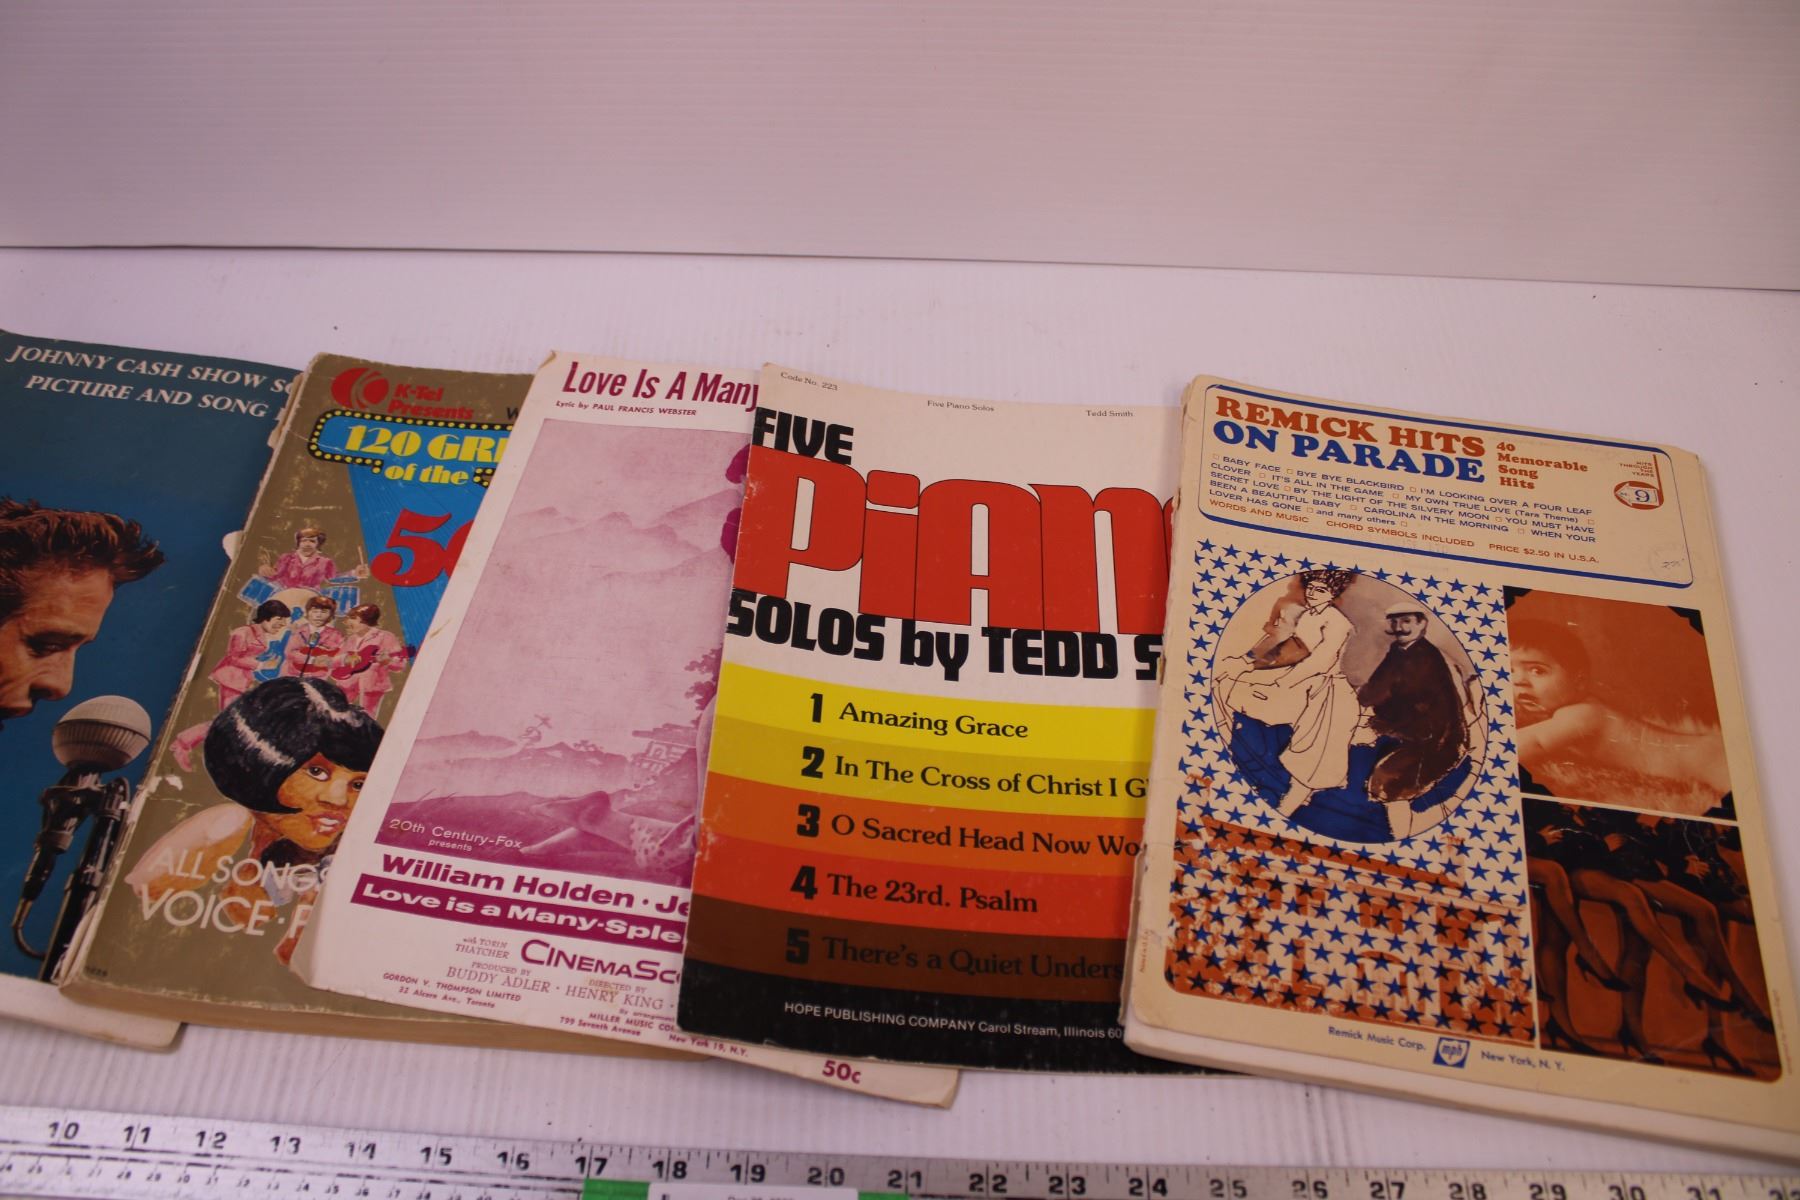 JOHNNY CASH SHOW
PICTURE AND SONG
K-Tel
Presents
120
of the
ALL SONGS
VOICE
Love Is A Many
Lyric by PAUL FRANCIS WEBSTER
20th Century-Fox
presents
William Holden
Love is a Many-Sple
with TORIN
THATCHER
CINEMASC
PRODUCED BY
BUDDY ADLER
DIRECTED BY
HENRY KING
GORDON V. THOMPSON LIMITED
32 Alcorn Ave., Toronto
By arrangement
MILLER MUSIC CO
799 Seventh Avenue
New York 19, N.Y.
50c
Code No. 223
Five Piano Solos
Tedd Smith
FIVE
PiAN
SOLOS by TEDD S
1 Amazing Grace
2 In The Cross of Christ I G
3 O Sacred Head Now Wo
4 The 23rd. Psalm
5 There's a Quiet Unders
HOPE PUBLISHING COMPANY Carol Stream, Illinois 60
REMICK HITS
ON PARADE
40
Memorable
Song
Hits
HITS
THROUGH
THE
YEARS
9
BABY FACE BYE BYE BLACKBIRD I'M LOOKING OVER A FOUR LEAF
CLOVER IT'S ALL IN THE GAME MY OWN TRUE LOVE (Tara Theme)
SECRET LOVE BY THE LIGHT OF THE SILVERY MOON YOU MUST HAVE
BEEN A BEAUTIFUL BABY CAROLINA IN THE MORNING WHEN YOUR
LOVER HAS GONE and many others
WORDS AND MUSIC CHORD SYMBOLS INCLUDED PRICE $2.50 IN U.S.A.
Remick Music Corp. mph New York, N. Y.
10 11 12 13 14 15 16 17 18 19 20 21 22 23 24 25 26 27 28 29 30 31